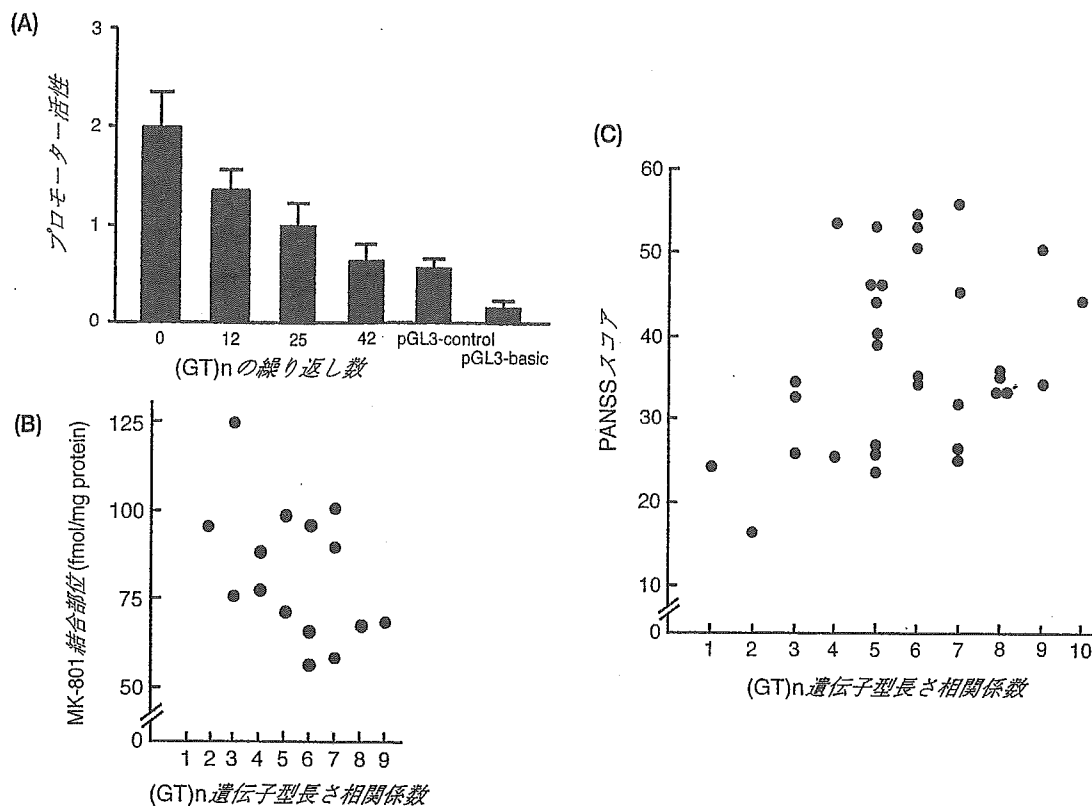 (A)
プロモーター活性
3
2
1
0
0 12 25 42 pGL3-control
pGL3-basic
(GT)nの繰り返し数
(B)
MK-801結合部位 (fmol/mg protein)
125
100
75
50
0
1 2 3 4 5 6 7 8 9
(GT)n遺伝子型長さ相関係数
(C)
PANSSスコア
60
50
40
30
20
10
0
1 2 3 4 5 6 7 8 9 10
(GT)n遺伝子型長さ相関係数